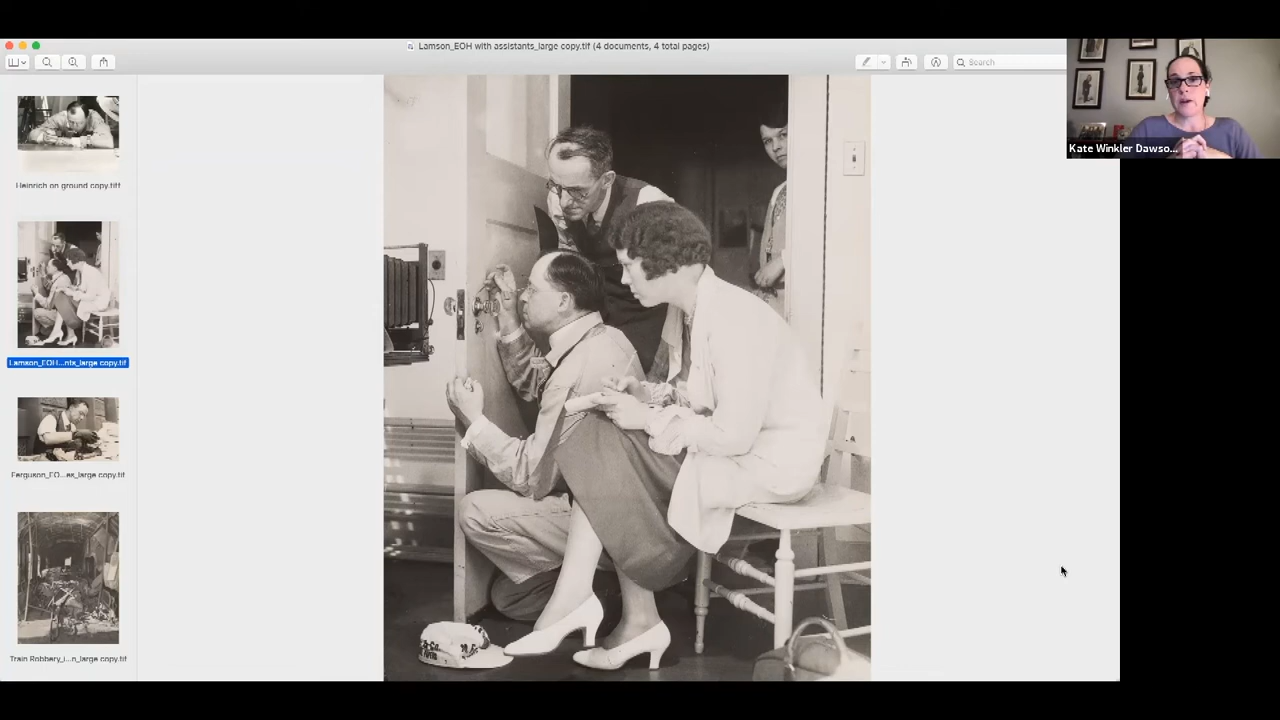 Lamson_EOH with assistants_large copy.tif (4 documents, 4 total pages)
Search
Kate Winkler Dawso...
Heinrich on ground copy.tiff
Lamson_EOH...nts_large copy.tif
Ferguson_EO...es_large copy.tif
Train Robbery_i...n_large copy.tif